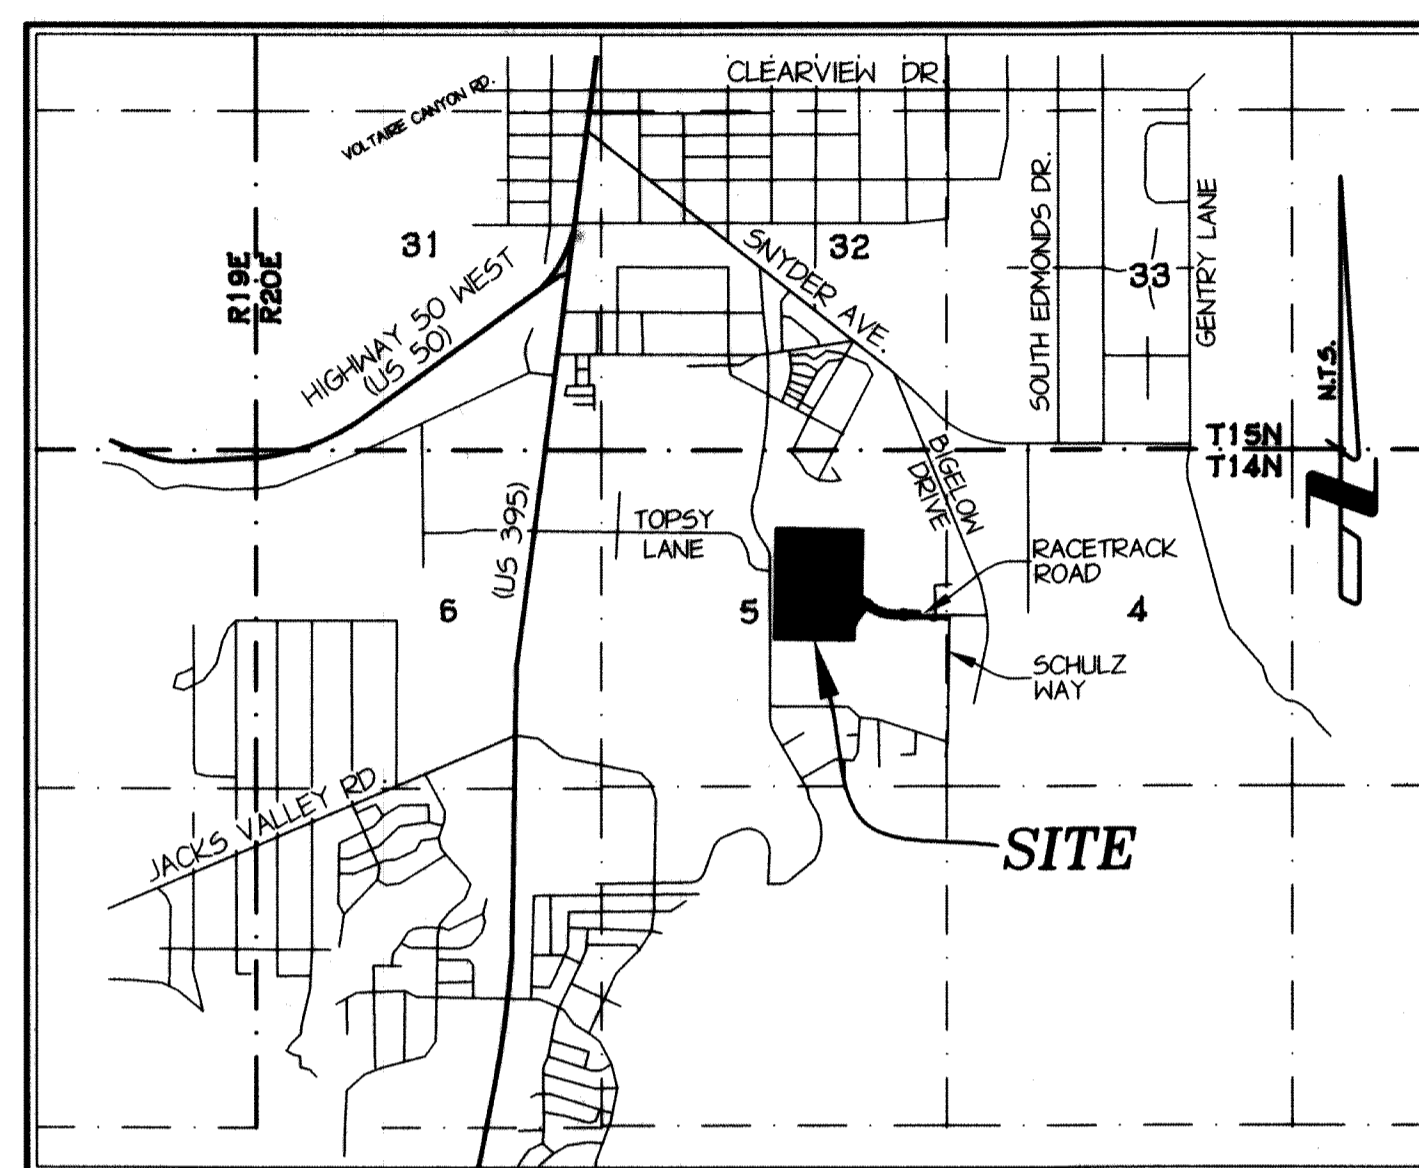 CLEARVIEW DR.
VOLTAIRE CANYON RD.
31
32
33
SNYDER AVE.
SOUTH EDMONDS DR.
GENTRY LANE
R19E
R20E
HIGHWAY 50 WEST
(US 50)
N.T.S.
T15N
T14N
BIGELOW
DRIVE
(US 395)
TOPSY
LANE
RACETRACK
ROAD
6
5
4
SCHULZ
WAY
JACKS VALLEY RD.
SITE